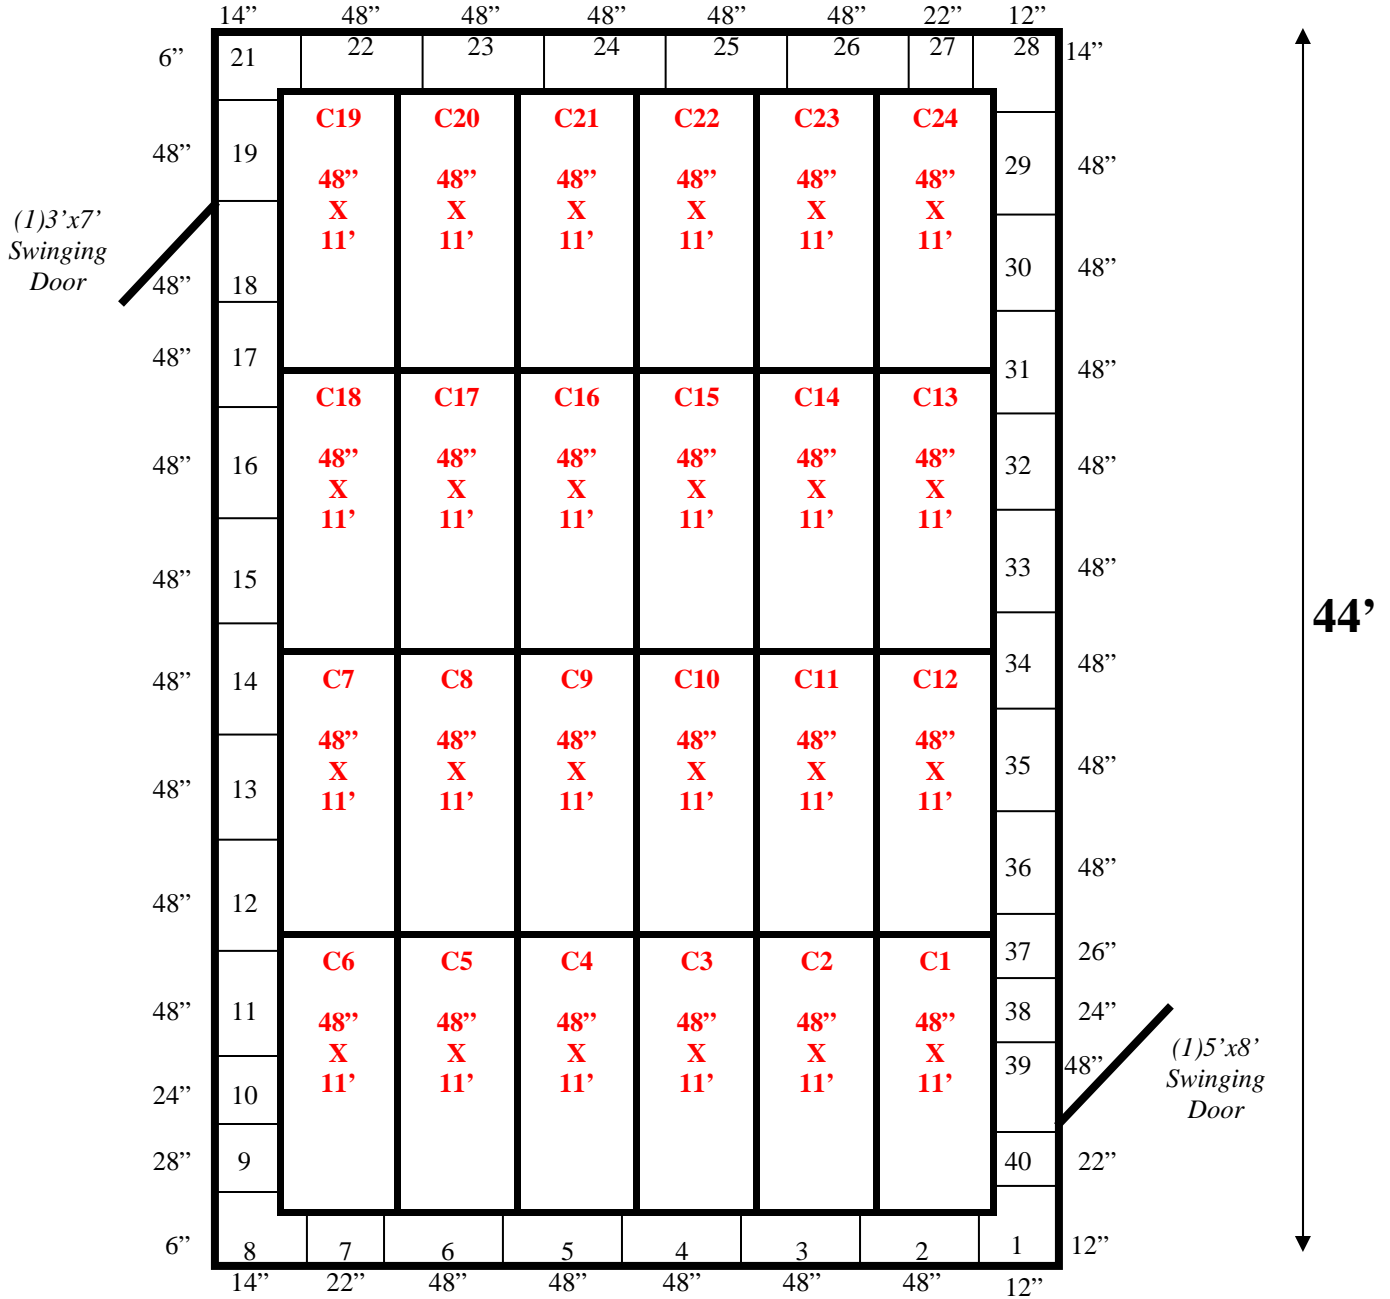 14” 48” 48” 48” 48” 48” 22” 12”
6” 21 22 23 24 25 26 27 28 14”
C19 C20 C21 C22 C23 C24
48” 19 29 48”
48” 48” 48” 48” 48” 48”
X X X X X X
11’ 11’ 11’ 11’ 11’ 11’
(1)3’x7’
Swinging
Door
30 48”
48” 18
48” 17
31 48”
C18 C17 C16 C15 C14 C13
48” 16 32 48”
48” 48” 48” 48” 48” 48”
X X X X X X
11’ 11’ 11’ 11’ 11’ 11’
48” 15 33 48”
44’
34 48”
48” 14
C7 C8 C9 C10 C11 C12
48” 48” 48” 48” 48” 48”
X X X X X X
11’ 11’ 11’ 11’ 11’ 11’
35 48”
48” 13
36 48”
48” 12
37 26”
C6 C5 C4 C3 C2 C1
48” 11 38 24”
48” 48” 48” 48” 48” 48”
X X X X X X
11’ 11’ 11’ 11’ 11’ 11’
39 48”
(1)5’x8’
Swinging
Door
24” 10
28” 9 40 22”
6” 8 7 6 5 4 3 2 1 12”
14” 22” 48” 48” 48” 48” 48” 12”